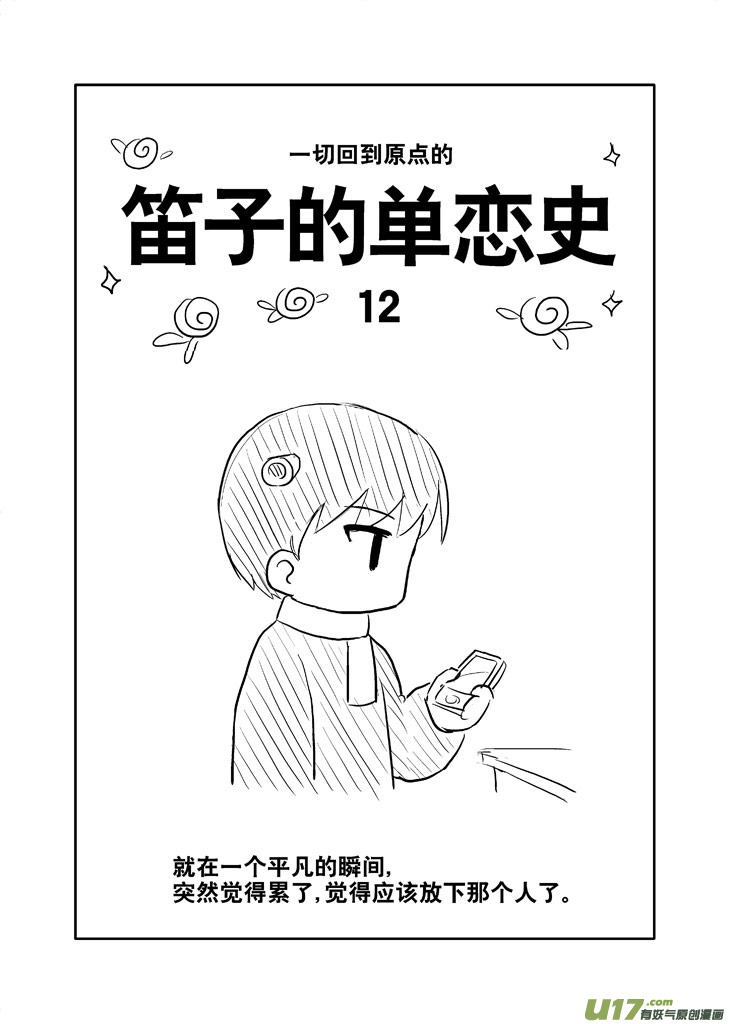 一切回到原点的
笛子的单恋史
12
就在一个平凡的瞬间,
突然觉得累了,觉得应该放下那个人了。
U17.com
有妖气原创漫画